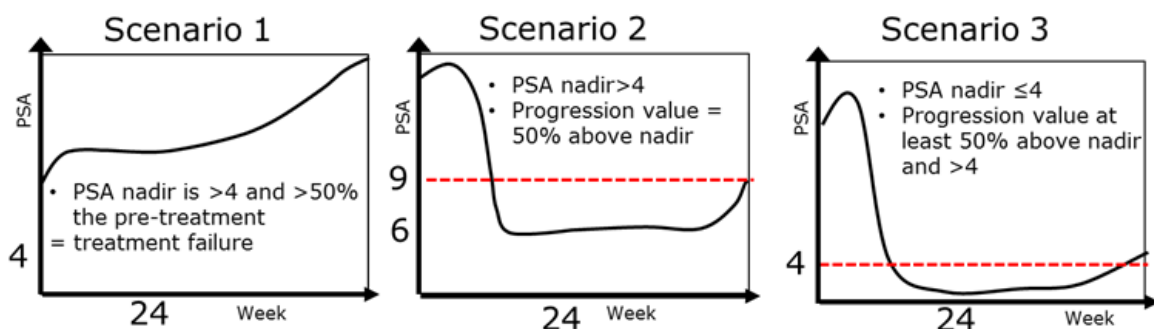 Scenario 1
PSA
• PSA nadir is >4 and >50%
the pre-treatment
= treatment failure
4
24
Week
Scenario 2
PSA
• PSA nadir>4
• Progression value =
50% above nadir
9
6
24
Week
Scenario 3
PSA
• PSA nadir ≤4
• Progression value at
least 50% above nadir
and >4
4
24
Week